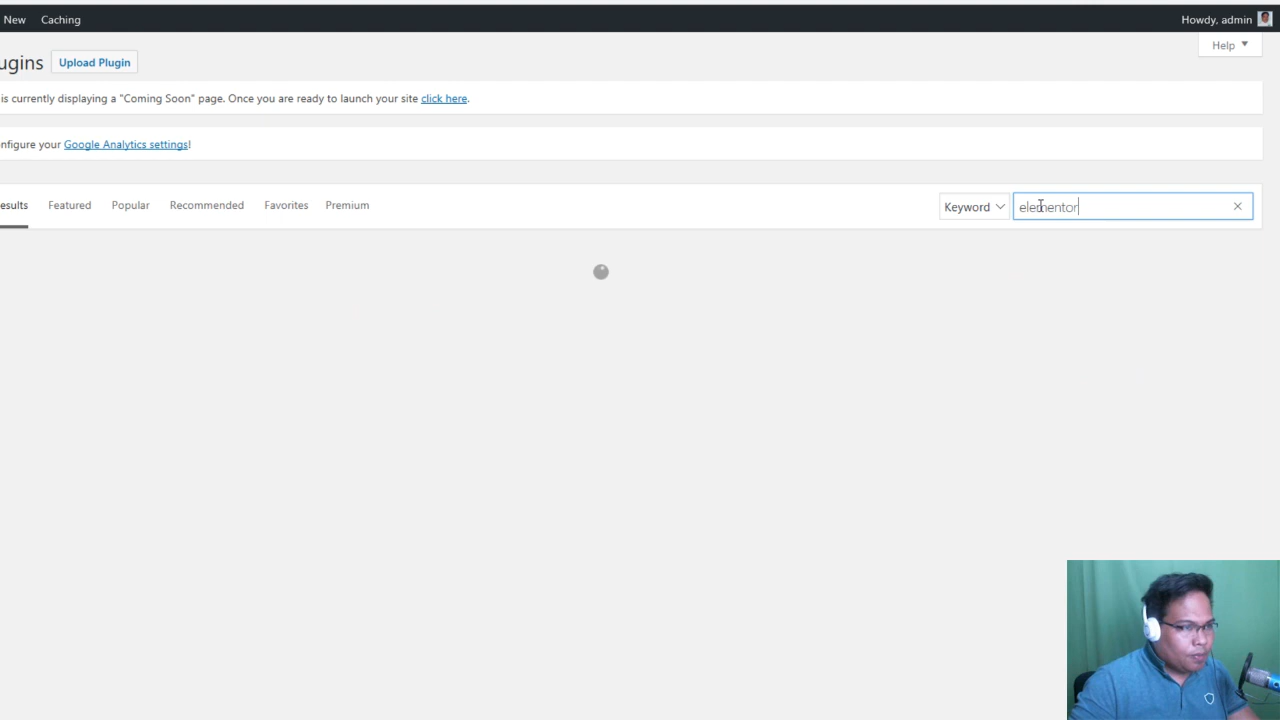 New Caching Howdy, admin
ugins Upload Plugin Help
is currently displaying a "Coming Soon" page. Once you are ready to launch your site click here.
nfigure your Google Analytics settings!
esults Featured Popular Recommended Favorites Premium Keyword elementor